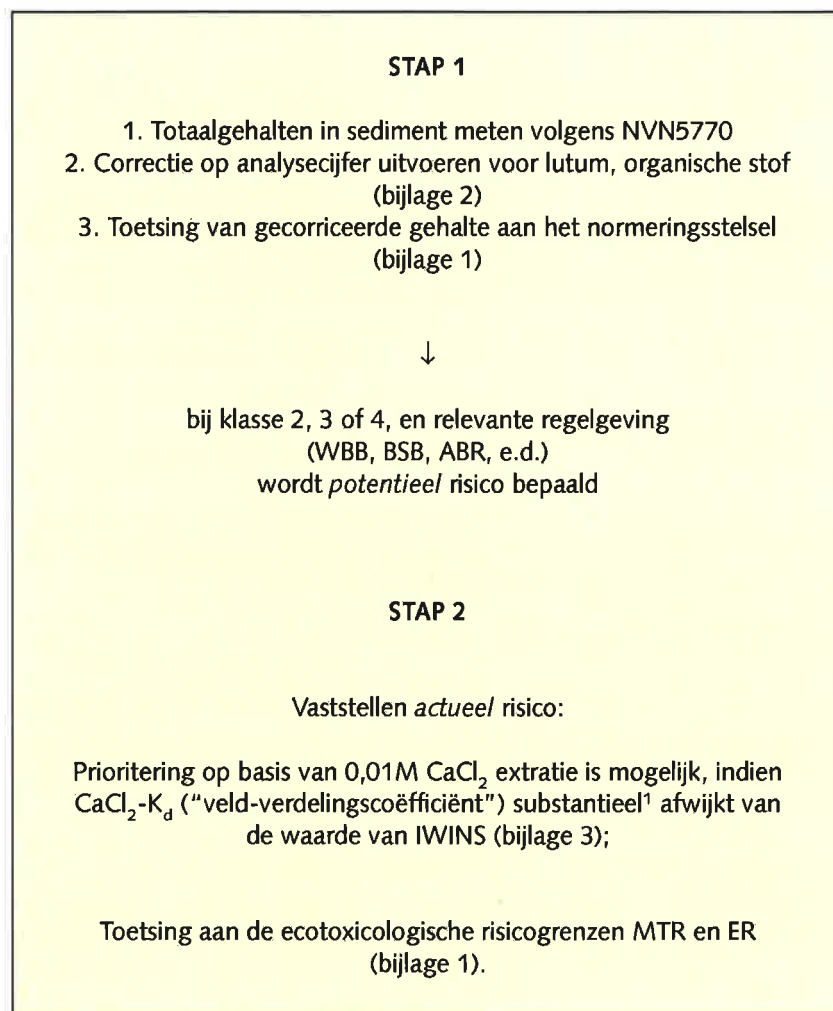 STAP 1
1. Totaalgehalten in sediment meten volgens NVN5770
2. Correctie op analysecijfer uitvoeren voor lutum, organische stof
(bijlage 2)
3. Toetsing van gecorriceerde gehalte aan het normeringsstelsel
(bijlage 1)
↓
bij klasse 2, 3 of 4, en relevante regelgeving
(WBB, BSB, ABR, e.d.)
wordt potentieel risico bepaald
STAP 2
Vaststellen actueel risico:
Prioritering op basis van 0,01M CaCl₂ extratie is mogelijk, indien
CaCl₂-K_d ("veld-verdelingscoëfficiënt") substantieel¹ afwijkt van
de waarde van IWINS (bijlage 3);
Toetsing aan de ecotoxicologische risicogrenzen MTR en ER
(bijlage 1).